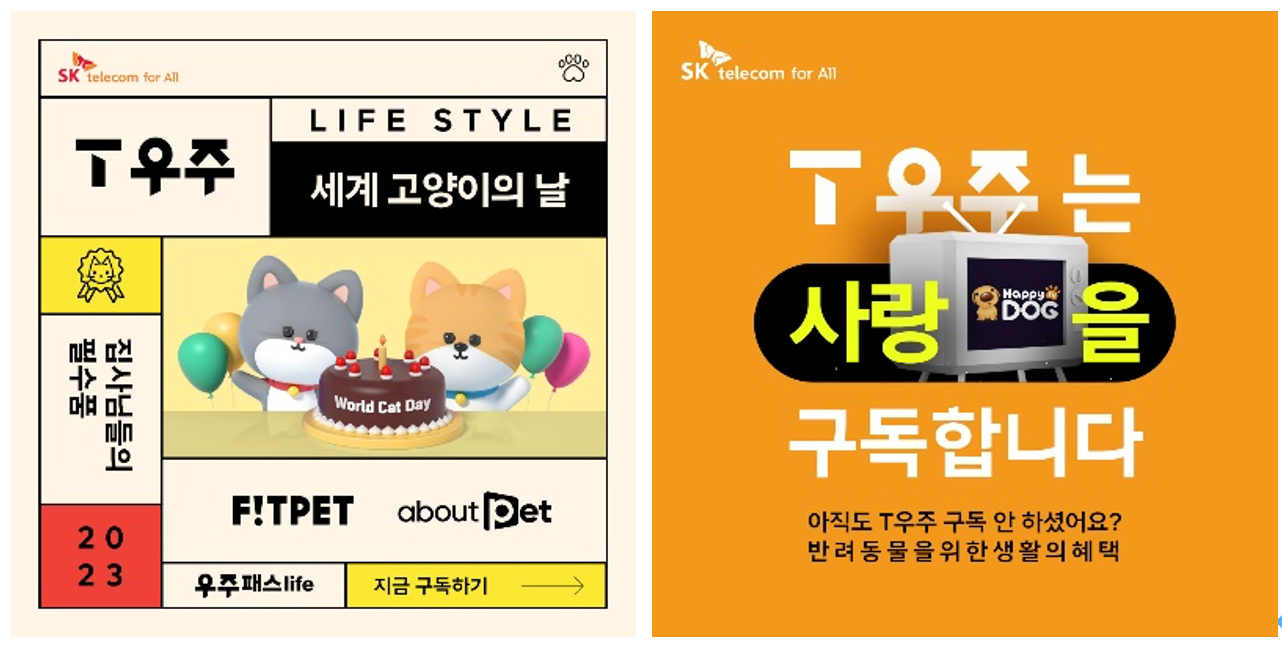 SK telecom for All
T우주
LIFE STYLE
세계 고양이의 날
집사님들의
필수품
World Cat Day
20
23
F!TPET
about pet
우주패스life
지금 구독하기
SK telecom for All
T우주 는
사랑 을
Happy
DOG
구독합니다
아직도 T우주 구독 안 하셨어요?
반려동물을위한생활의혜택